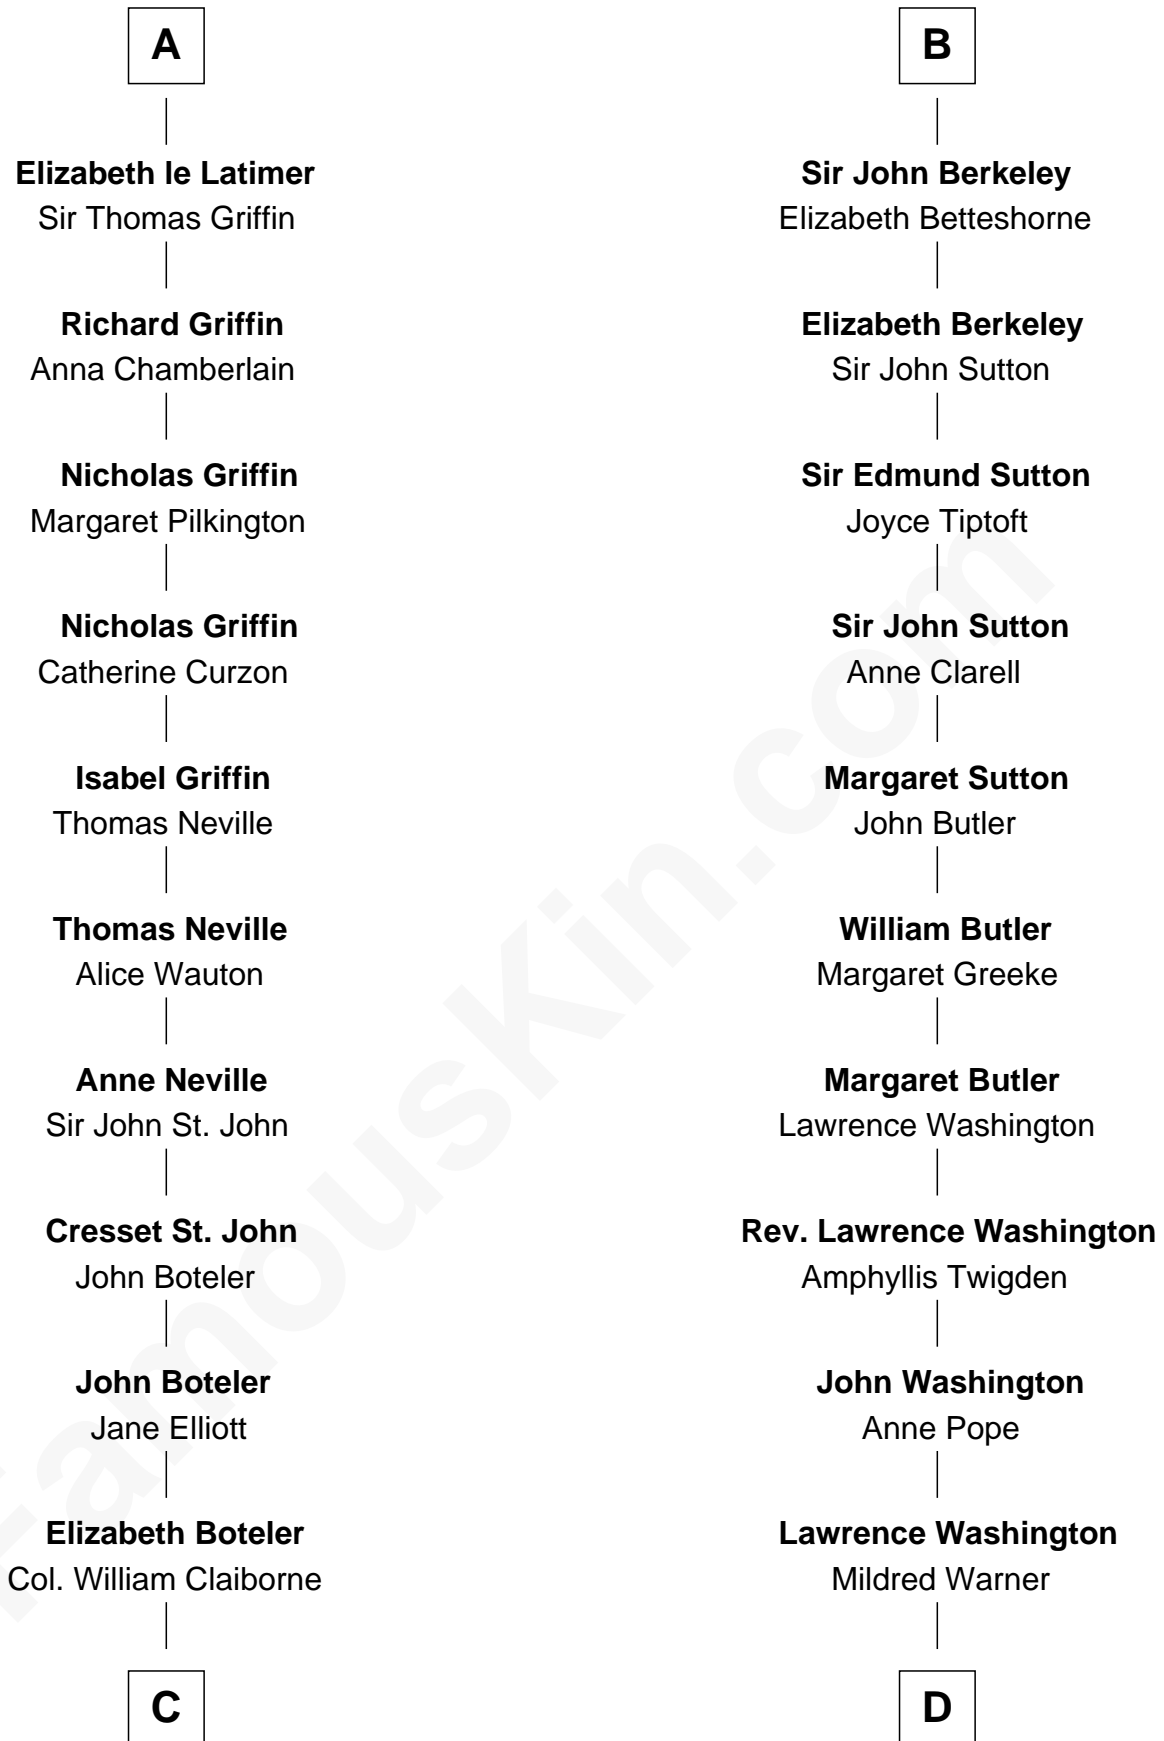 A
Elizabeth le Latimer
Sir Thomas Griffin
Richard Griffin
Anna Chamberlain
Nicholas Griffin
Margaret Pilkington
Nicholas Griffin
Catherine Curzon
Isabel Griffin
Thomas Neville
Thomas Neville
Alice Wauton
Anne Neville
Sir John St. John
Cresset St. John
John Boteler
John Boteler
Jane Elliott
Elizabeth Boteler
Col. William Claiborne
C
B
Sir John Berkeley
Elizabeth Betteshorne
Elizabeth Berkeley
Sir John Sutton
Sir Edmund Sutton
Joyce Tiptoft
Sir John Sutton
Anne Clarell
Margaret Sutton
John Butler
William Butler
Margaret Greeke
Margaret Butler
Lawrence Washington
Rev. Lawrence Washington
Amphyllis Twigden
John Washington
Anne Pope
Lawrence Washington
Mildred Warner
D
FamousKin.com